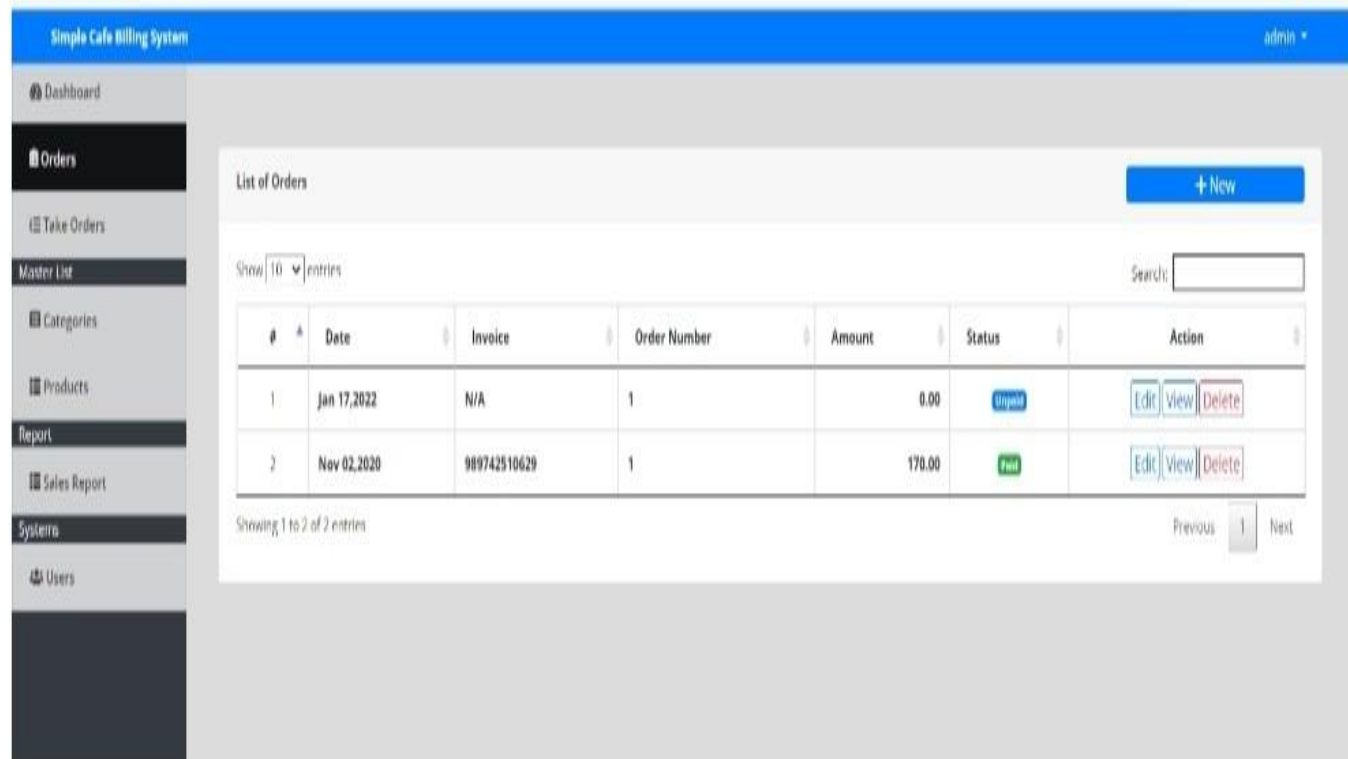 Simple Cafe Billing System admin
Dashboard
Orders
Take Orders
Master List
Categories
Products
Report
Sales Report
Systems
Users
List of Orders
+ New
Show 10 entries
Search:
# Date Invoice Order Number Amount Status Action
1 Jan 17,2022 N/A 1 0.00 Unpaid Edit View Delete
2 Nov 02,2020 989742510629 1 170.00 Paid Edit View Delete
Showing 1 to 2 of 2 entries
Previous 1 Next